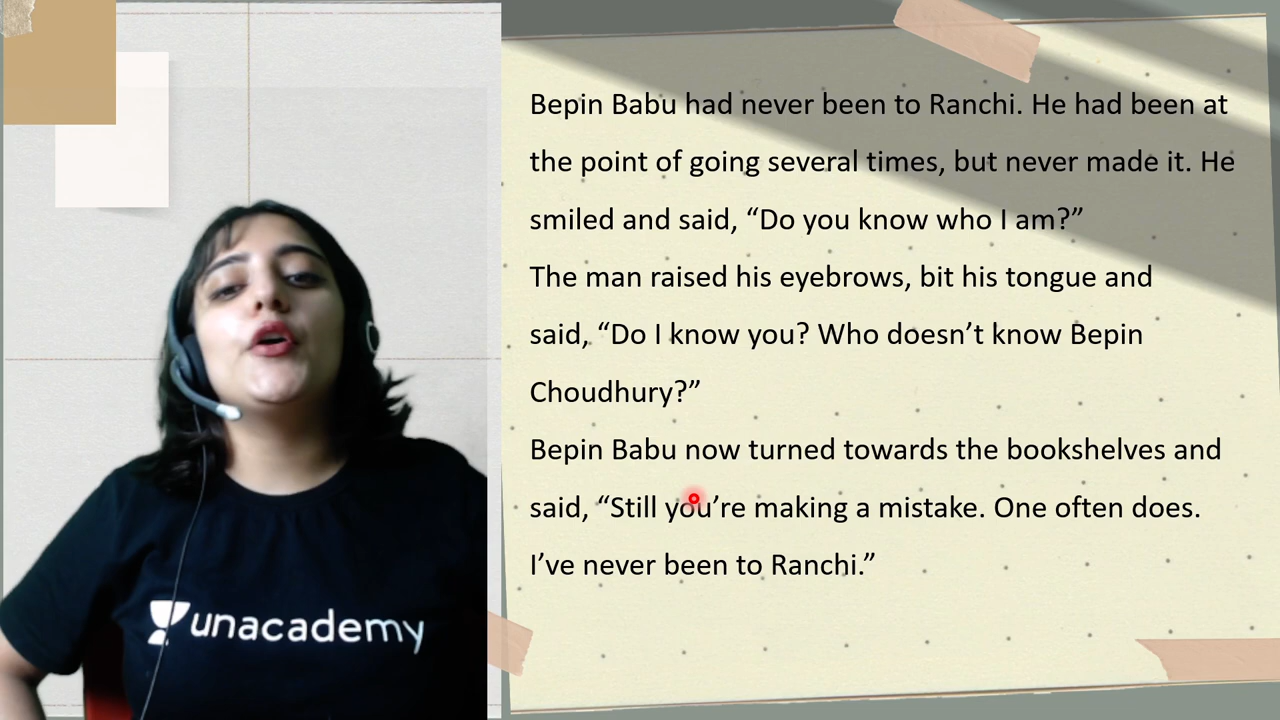 Bepin Babu had never been to Ranchi. He had been at
the point of going several times, but never made it. He
smiled and said, “Do you know who I am?”
The man raised his eyebrows, bit his tongue and
said, “Do I know you? Who doesn’t know Bepin
Choudhury?”
Bepin Babu now turned towards the bookshelves and
said, “Still you’re making a mistake. One often does.
I’ve never been to Ranchi.”
unacademy